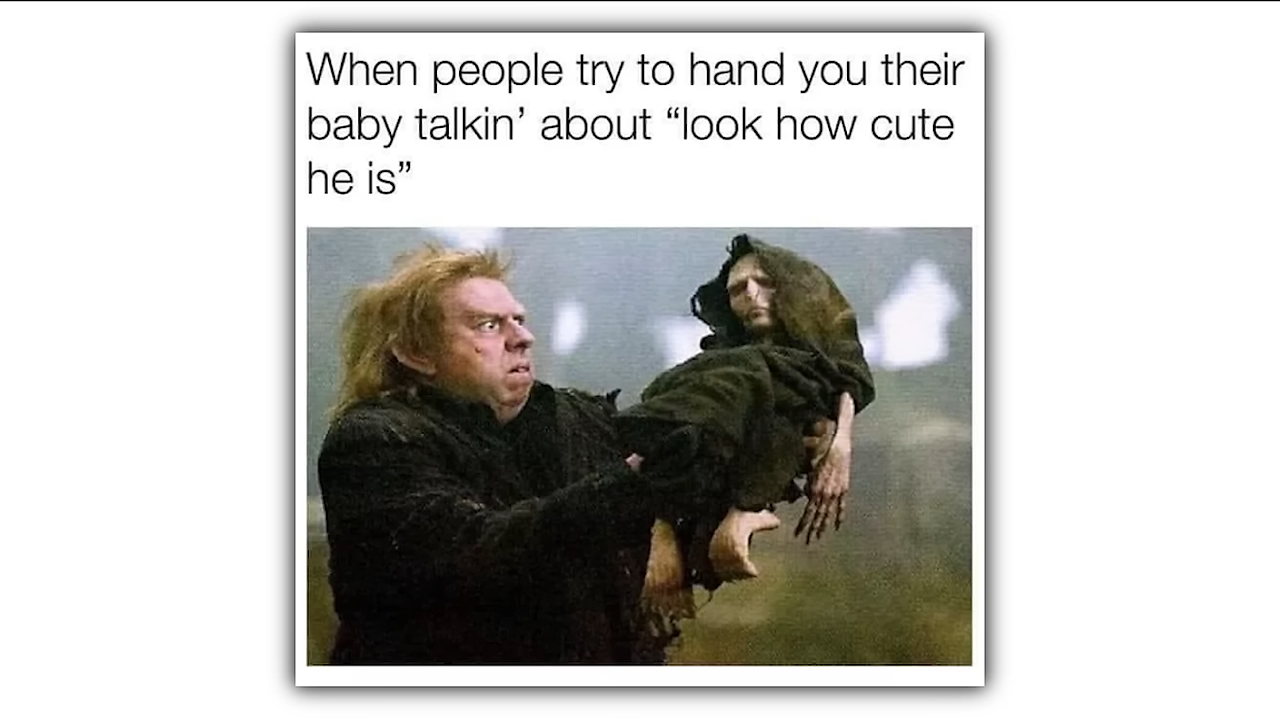 When people try to hand you their
baby talkin’ about “look how cute
he is”